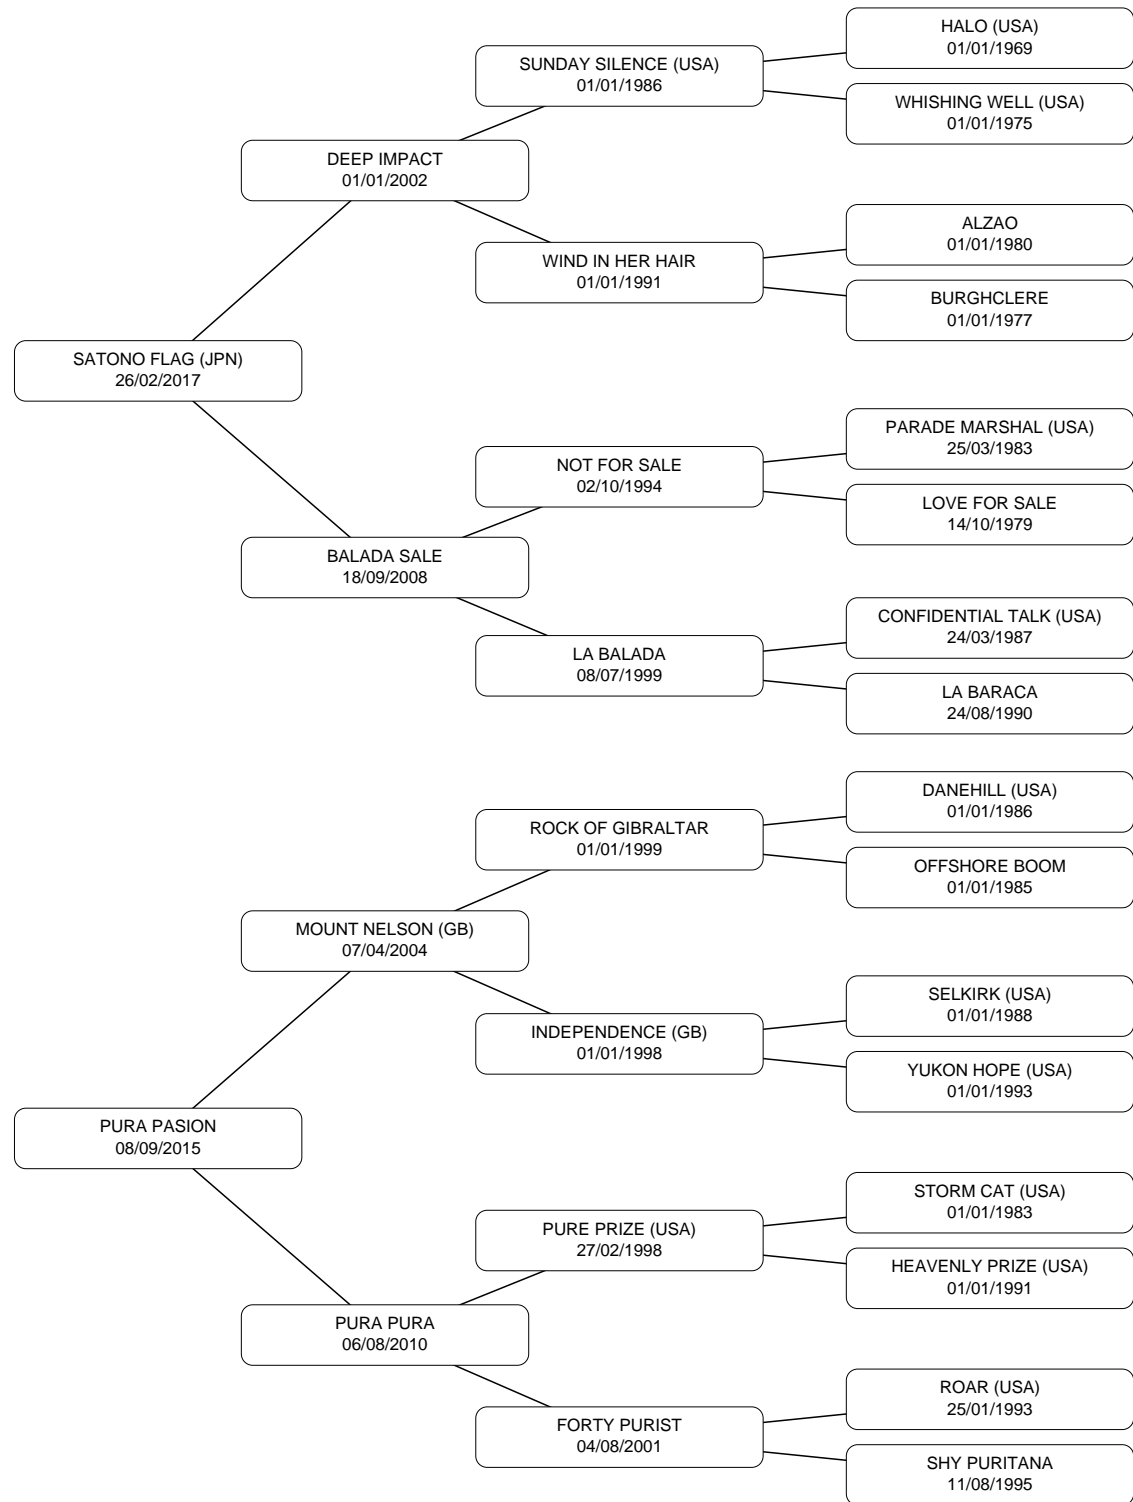 HALO (USA)
01/01/1969
SUNDAY SILENCE (USA)
01/01/1986
WHISHING WELL (USA)
01/01/1975
DEEP IMPACT
01/01/2002
ALZAO
01/01/1980
WIND IN HER HAIR
01/01/1991
BURGHCLERE
01/01/1977
SATONO FLAG (JPN)
26/02/2017
PARADE MARSHAL (USA)
25/03/1983
NOT FOR SALE
02/10/1994
LOVE FOR SALE
14/10/1979
BALADA SALE
18/09/2008
CONFIDENTIAL TALK (USA)
24/03/1987
LA BALADA
08/07/1999
LA BARACA
24/08/1990
DANEHILL (USA)
01/01/1986
ROCK OF GIBRALTAR
01/01/1999
OFFSHORE BOOM
01/01/1985
MOUNT NELSON (GB)
07/04/2004
SELKIRK (USA)
01/01/1988
INDEPENDENCE (GB)
01/01/1998
YUKON HOPE (USA)
01/01/1993
PURA PASION
08/09/2015
STORM CAT (USA)
01/01/1983
PURE PRIZE (USA)
27/02/1998
HEAVENLY PRIZE (USA)
01/01/1991
PURA PURA
06/08/2010
ROAR (USA)
25/01/1993
FORTY PURIST
04/08/2001
SHY PURITANA
11/08/1995